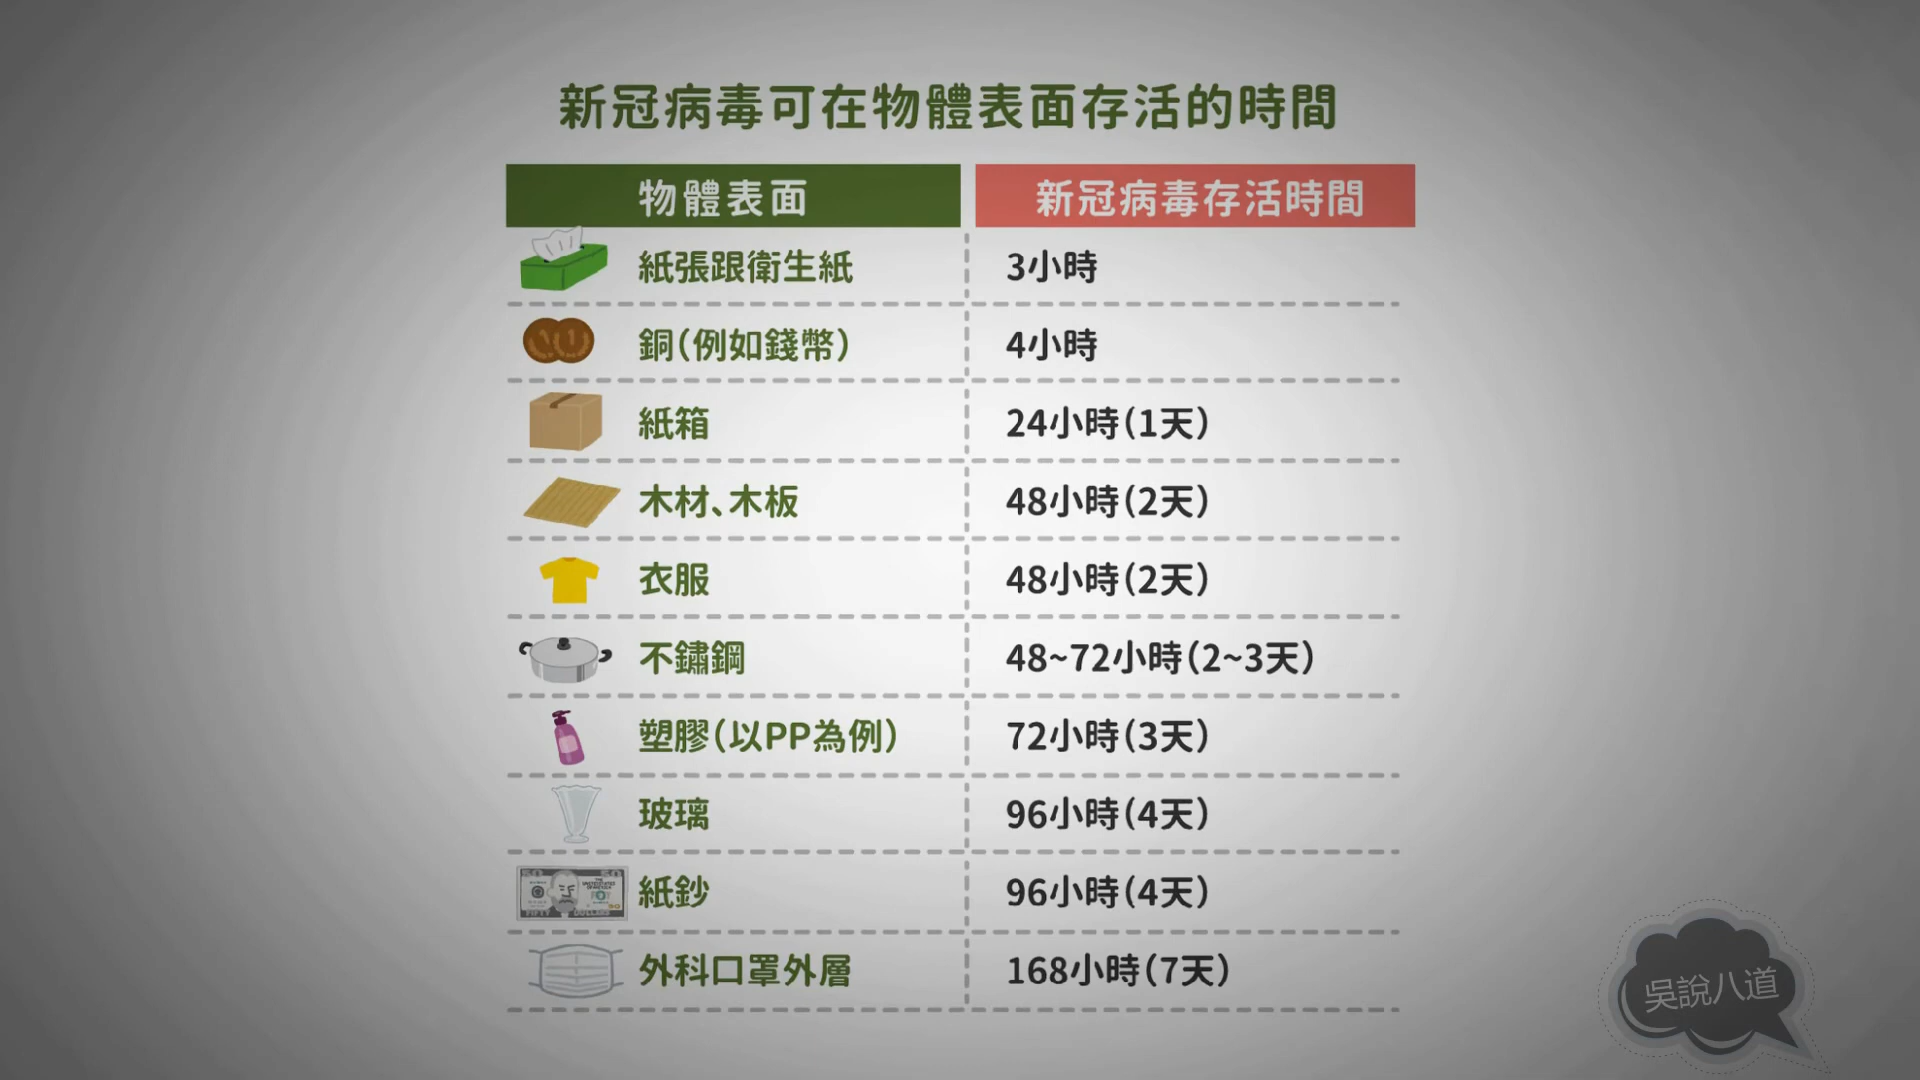 新冠病毒可在物體表面存活的時間
物體表面 新冠病毒存活時間
紙張跟衛生紙 3小時
銅(例如錢幣) 4小時
紙箱 24小時(1天)
木材、木板 48小時(2天)
衣服 48小時(2天)
不鏽鋼 48~72小時(2~3天)
塑膠(以PP為例) 72小時(3天)
玻璃 96小時(4天)
紙鈔 96小時(4天)
外科口罩外層 168小時(7天)
吳說八道